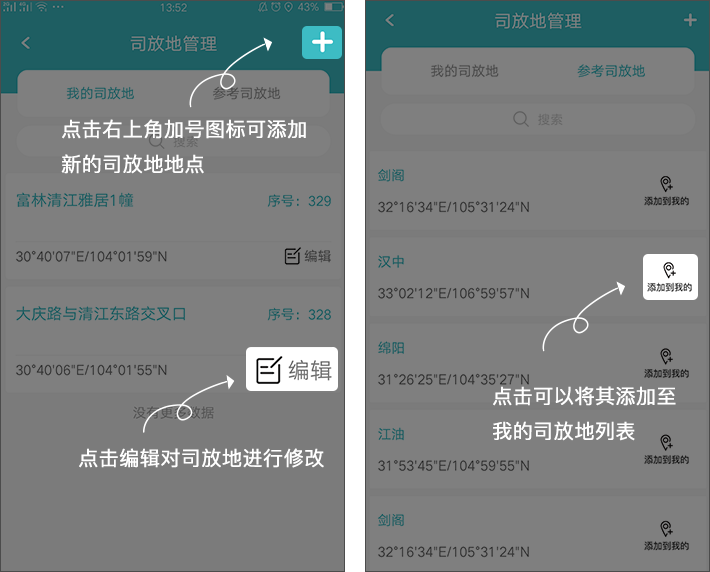 13:52
43%
司放地管理
我的司放地
参考司放地
搜索
点击右上角加号图标可添加
新的司放地地点
富林清江雅居1幢
序号：329
30°40'07"E/104°01'59"N
编辑
大庆路与清江东路交叉口
序号：328
30°40'06"E/104°01'55"N
编辑
没有更多数据
点击编辑对司放地进行修改
司放地管理
我的司放地
参考司放地
搜索
剑阁
32°16'34"E/105°31'24"N
添加到我的
汉中
33°02'12"E/106°59'57"N
添加到我的
绵阳
31°26'25"E/104°35'27"N
添加到我的
点击可以将其添加至
我的司放地列表
江油
31°53'45"E/104°59'55"N
添加到我的
剑阁
32°16'34"E/105°31'24"N
添加到我的